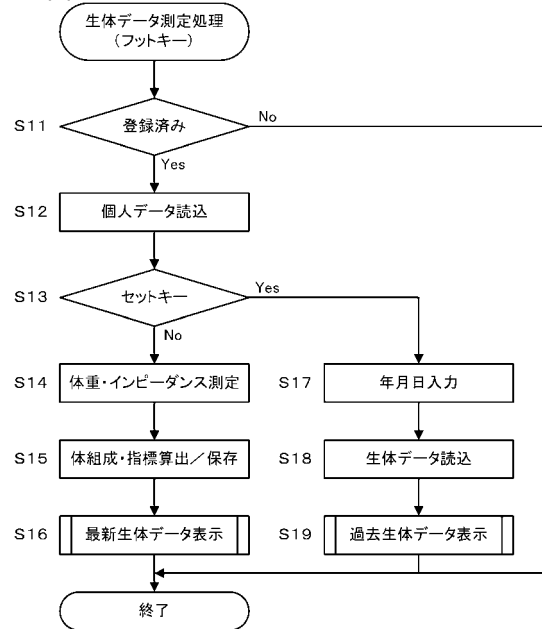 生体データ測定処理
(フットキー)
S11
登録済み
No
Yes
S12
個人データ読込
S13
セットキー
Yes
No
S14
体重・インピーダンス測定
S17
年月日入力
S15
体組成・指標算出／保存
S18
生体データ読込
S16
最新生体データ表示
S19
過去生体データ表示
終了